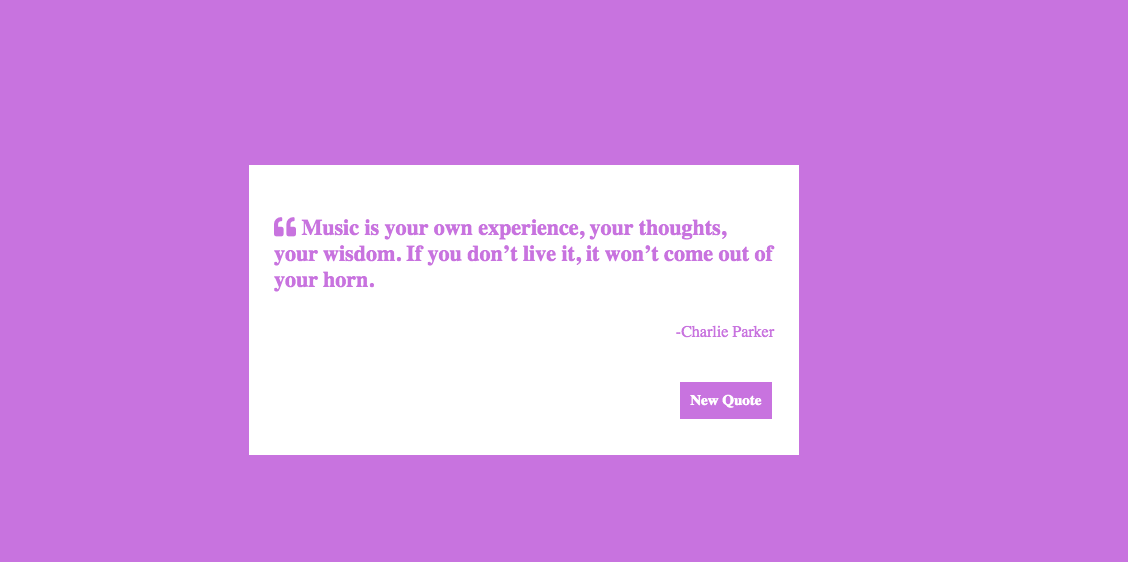 “ Music is your own experience, your thoughts,
your wisdom. If you don’t live it, it won’t come out of
your horn.
-Charlie Parker
New Quote